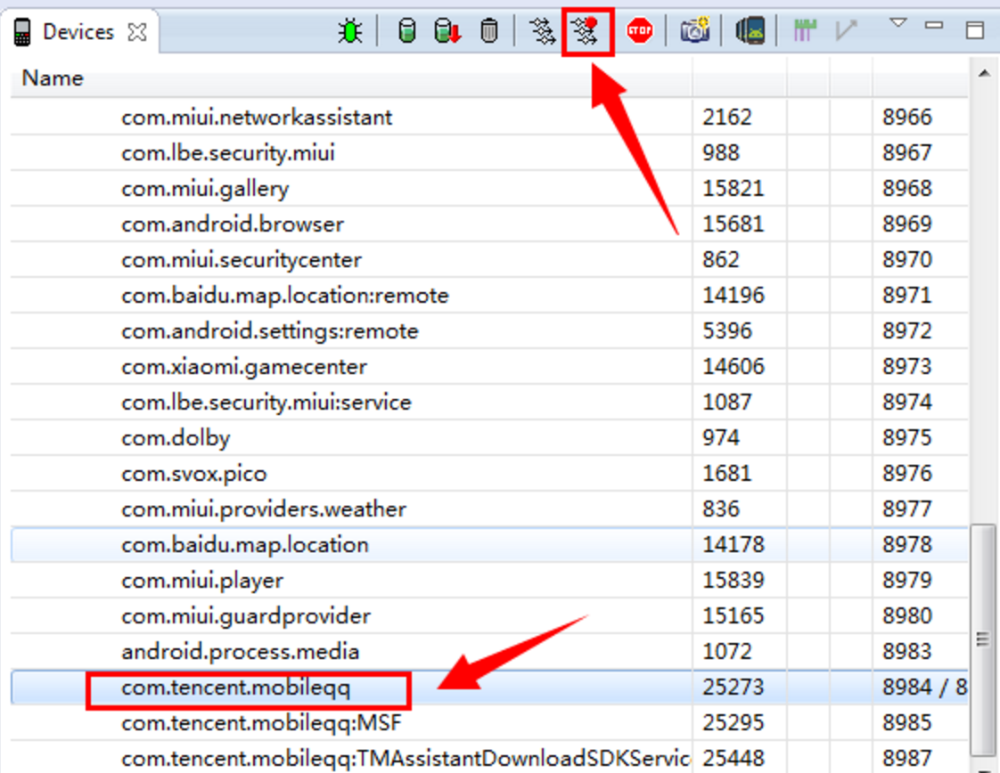 Devices
STOP
Name
com.miui.networkassistant 2162 8966
com.lbe.security.miui 988 8967
com.miui.gallery 15821 8968
com.android.browser 15681 8969
com.miui.securitycenter 862 8970
com.baidu.map.location:remote 14196 8971
com.android.settings:remote 5396 8972
com.xiaomi.gamecenter 14606 8973
com.lbe.security.miui:service 1087 8974
com.dolby 974 8975
com.svox.pico 1681 8976
com.miui.providers.weather 836 8977
com.baidu.map.location 14178 8978
com.miui.player 15839 8979
com.miui.guardprovider 15165 8980
android.process.media 1072 8983
com.tencent.mobileqq 25273 8984 / 8
com.tencent.mobileqq:MSF 25295 8985
com.tencent.mobileqq:TMAssistantDownloadSDKServic 25448 8987